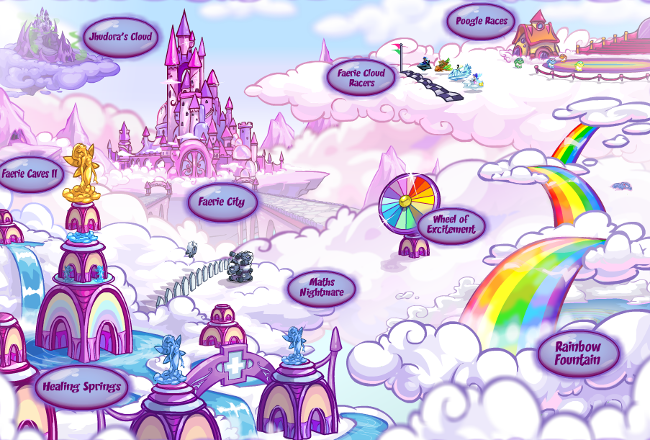 Poogle Races
Jhudora's Cloud
Faerie Cloud
Racers
Faerie Caves II
Faerie City
Wheel of
Excitement
Maths
Nightmare
Rainbow
Fountain
Healing Springs